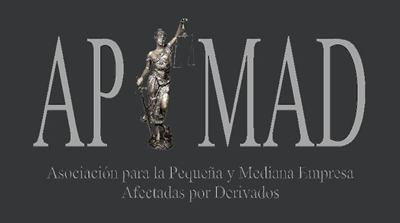 AP MAD
Asociación para la Pequeña y Mediana Empresa
Afectadas por Derivados